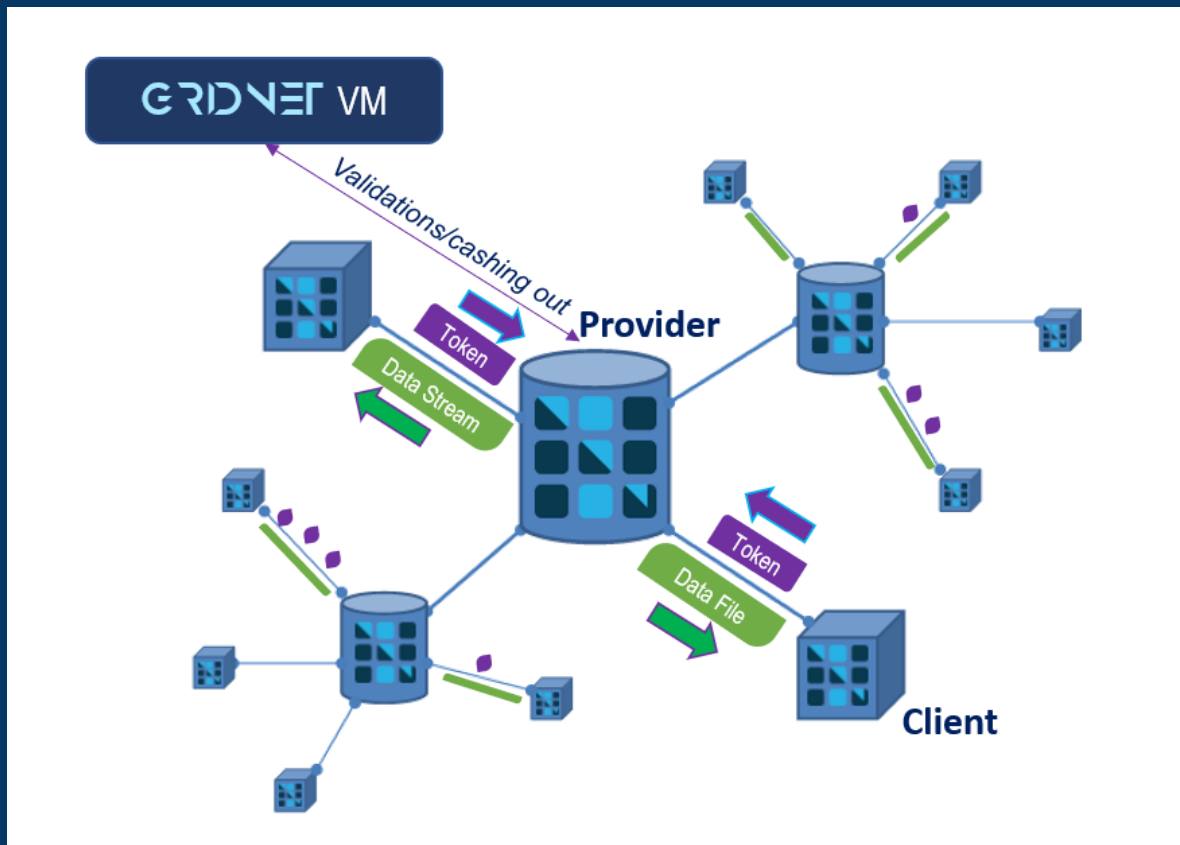 GRIDNET VM
Validations/cashing out
Provider
Token
Data Stream
Token
Data File
Client